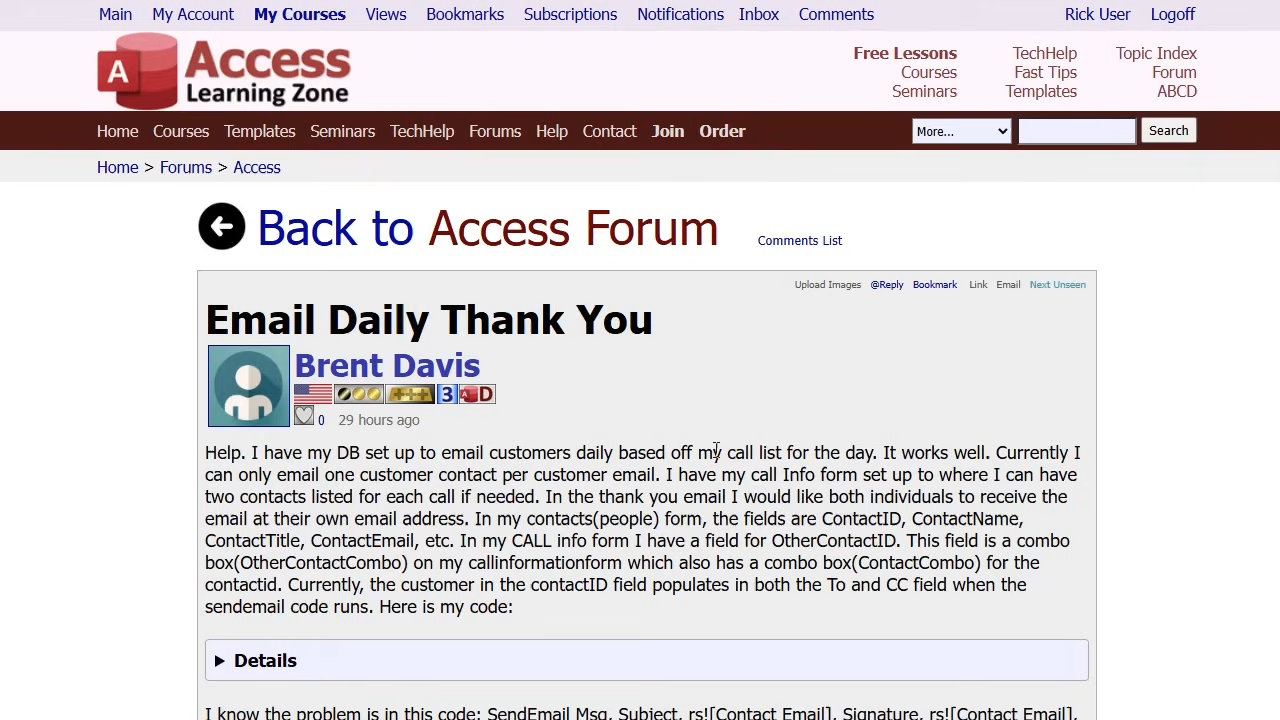 Main My Account My Courses Views Bookmarks Subscriptions Notifications Inbox Comments Rick User Logoff
A Access Learning Zone
Free Lessons TechHelp Topic Index
Courses Fast Tips Forum
Seminars Templates ABCD
Home Courses Templates Seminars TechHelp Forums Help Contact Join Order More... Search
Home > Forums > Access
Back to Access Forum Comments List
Upload Images @Reply Bookmark Link Email Next Unseen
Email Daily Thank You
Brent Davis
3 A D
0 29 hours ago
Help. I have my DB set up to email customers daily based off my call list for the day. It works well. Currently I
can only email one customer contact per customer email. I have my call Info form set up to where I can have
two contacts listed for each call if needed. In the thank you email I would like both individuals to receive the
email at their own email address. In my contacts(people) form, the fields are ContactID, ContactName,
ContactTitle, ContactEmail, etc. In my CALL info form I have a field for OtherContactID. This field is a combo
box(OtherContactCombo) on my callinformationform which also has a combo box(ContactCombo) for the
contactid. Currently, the customer in the contactID field populates in both the To and CC field when the
sendemail code runs. Here is my code:
Details
I know the problem is in this code: SendEmail Msg, Subject, rs![Contact Email], Signature, rs![Contact Email],